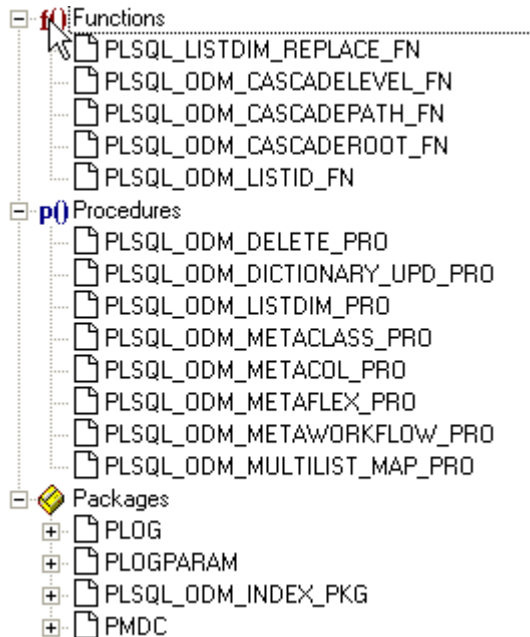 f() Functions
PLSQL_LISTDIM_REPLACE_FN
PLSQL_ODM_CASCADELEVEL_FN
PLSQL_ODM_CASCADEPATH_FN
PLSQL_ODM_CASCADEROOT_FN
PLSQL_ODM_LISTID_FN
p() Procedures
PLSQL_ODM_DELETE_PRO
PLSQL_ODM_DICTIONARY_UPD_PRO
PLSQL_ODM_LISTDIM_PRO
PLSQL_ODM_METACLASS_PRO
PLSQL_ODM_METACOL_PRO
PLSQL_ODM_METAFLEX_PRO
PLSQL_ODM_METAWORKFLOW_PRO
PLSQL_ODM_MULTILIST_MAP_PRO
Packages
PLOG
PLOGPARAM
PLSQL_ODM_INDEX_PKG
PMDC